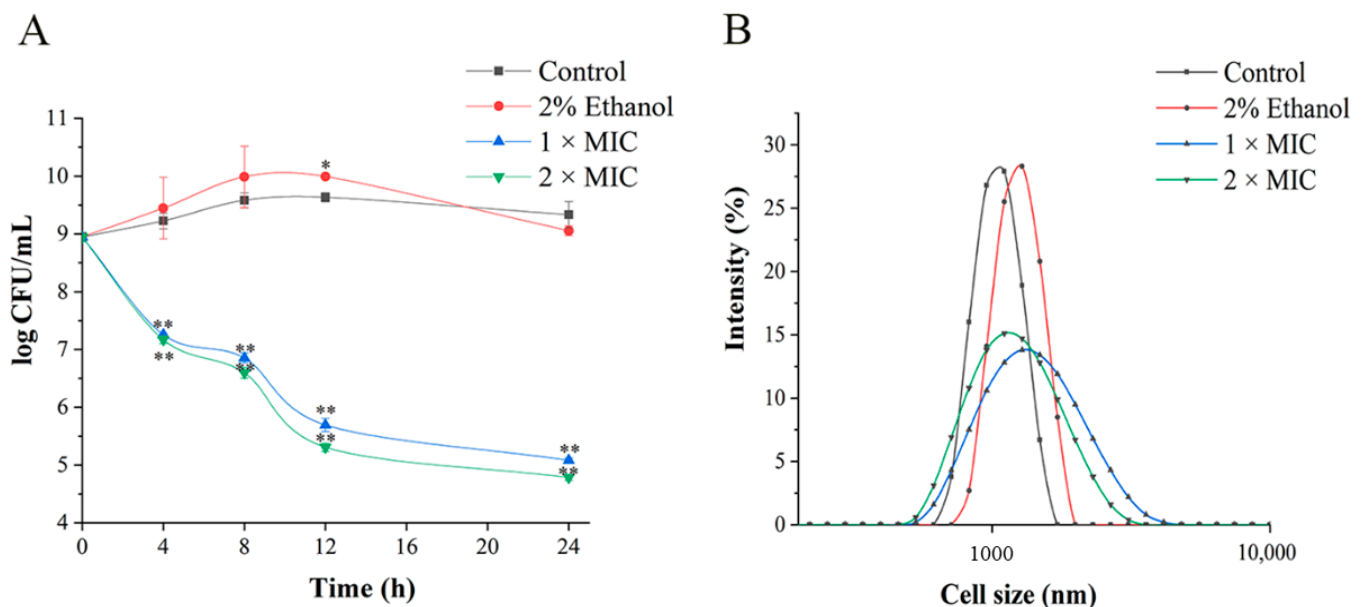 A
Control
2% Ethanol
1 × MIC
2 × MIC
11
10
9
8
7
6
5
4
log CFU/mL
*
**
**
**
**
**
**
**
**
0 4 8 12 16 20 24
Time (h)
B
Control
2% Ethanol
1 × MIC
2 × MIC
30
25
20
15
10
5
0
Intensity (%)
1000 10,000
Cell size (nm)